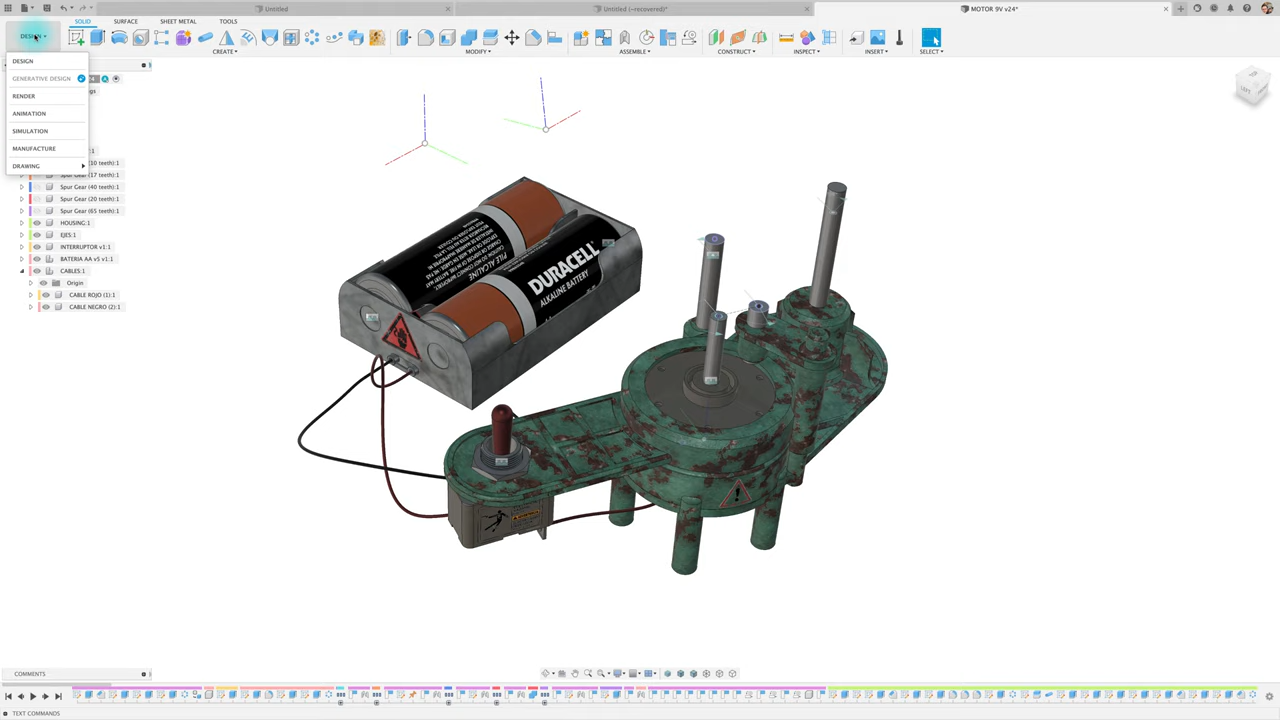 Untitled
Untitled (~recovered)*
MOTOR 9V v24*
DESIGN
SOLID
SURFACE
SHEET METAL
TOOLS
CREATE
MODIFY
ASSEMBLE
CONSTRUCT
INSPECT
INSERT
SELECT
DESIGN
GENERATIVE DESIGN
RENDER
ANIMATION
SIMULATION
MANUFACTURE
DRAWING
(10 teeth):1
Spur Gear (17 teeth):1
Spur Gear (40 teeth):1
Spur Gear (20 teeth):1
Spur Gear (65 teeth):1
HOUSING:1
EJES:1
INTERRUPTOR v1:1
BATERIA AA v5 v1:1
CABLES:1
Origin
CABLE ROJO (1):1
CABLE NEGRO (2):1
DURACELL
ALKALINE BATTERY
PILE ALCALINE
COMMENTS
TEXT COMMANDS